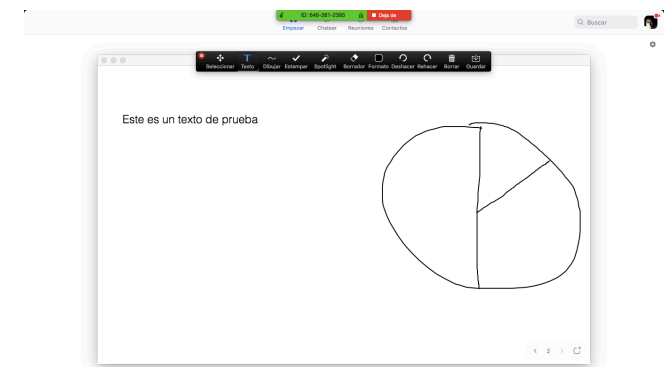 ID: 646-381-2385 Deja de
Empezar Chatear Reuniones Contactos
Buscar
Seleccionar Texto Dibujar Estampar Spotlight Borrador Formato Deshacer Rehacer Borrar Guardar
Este es un texto de prueba
2